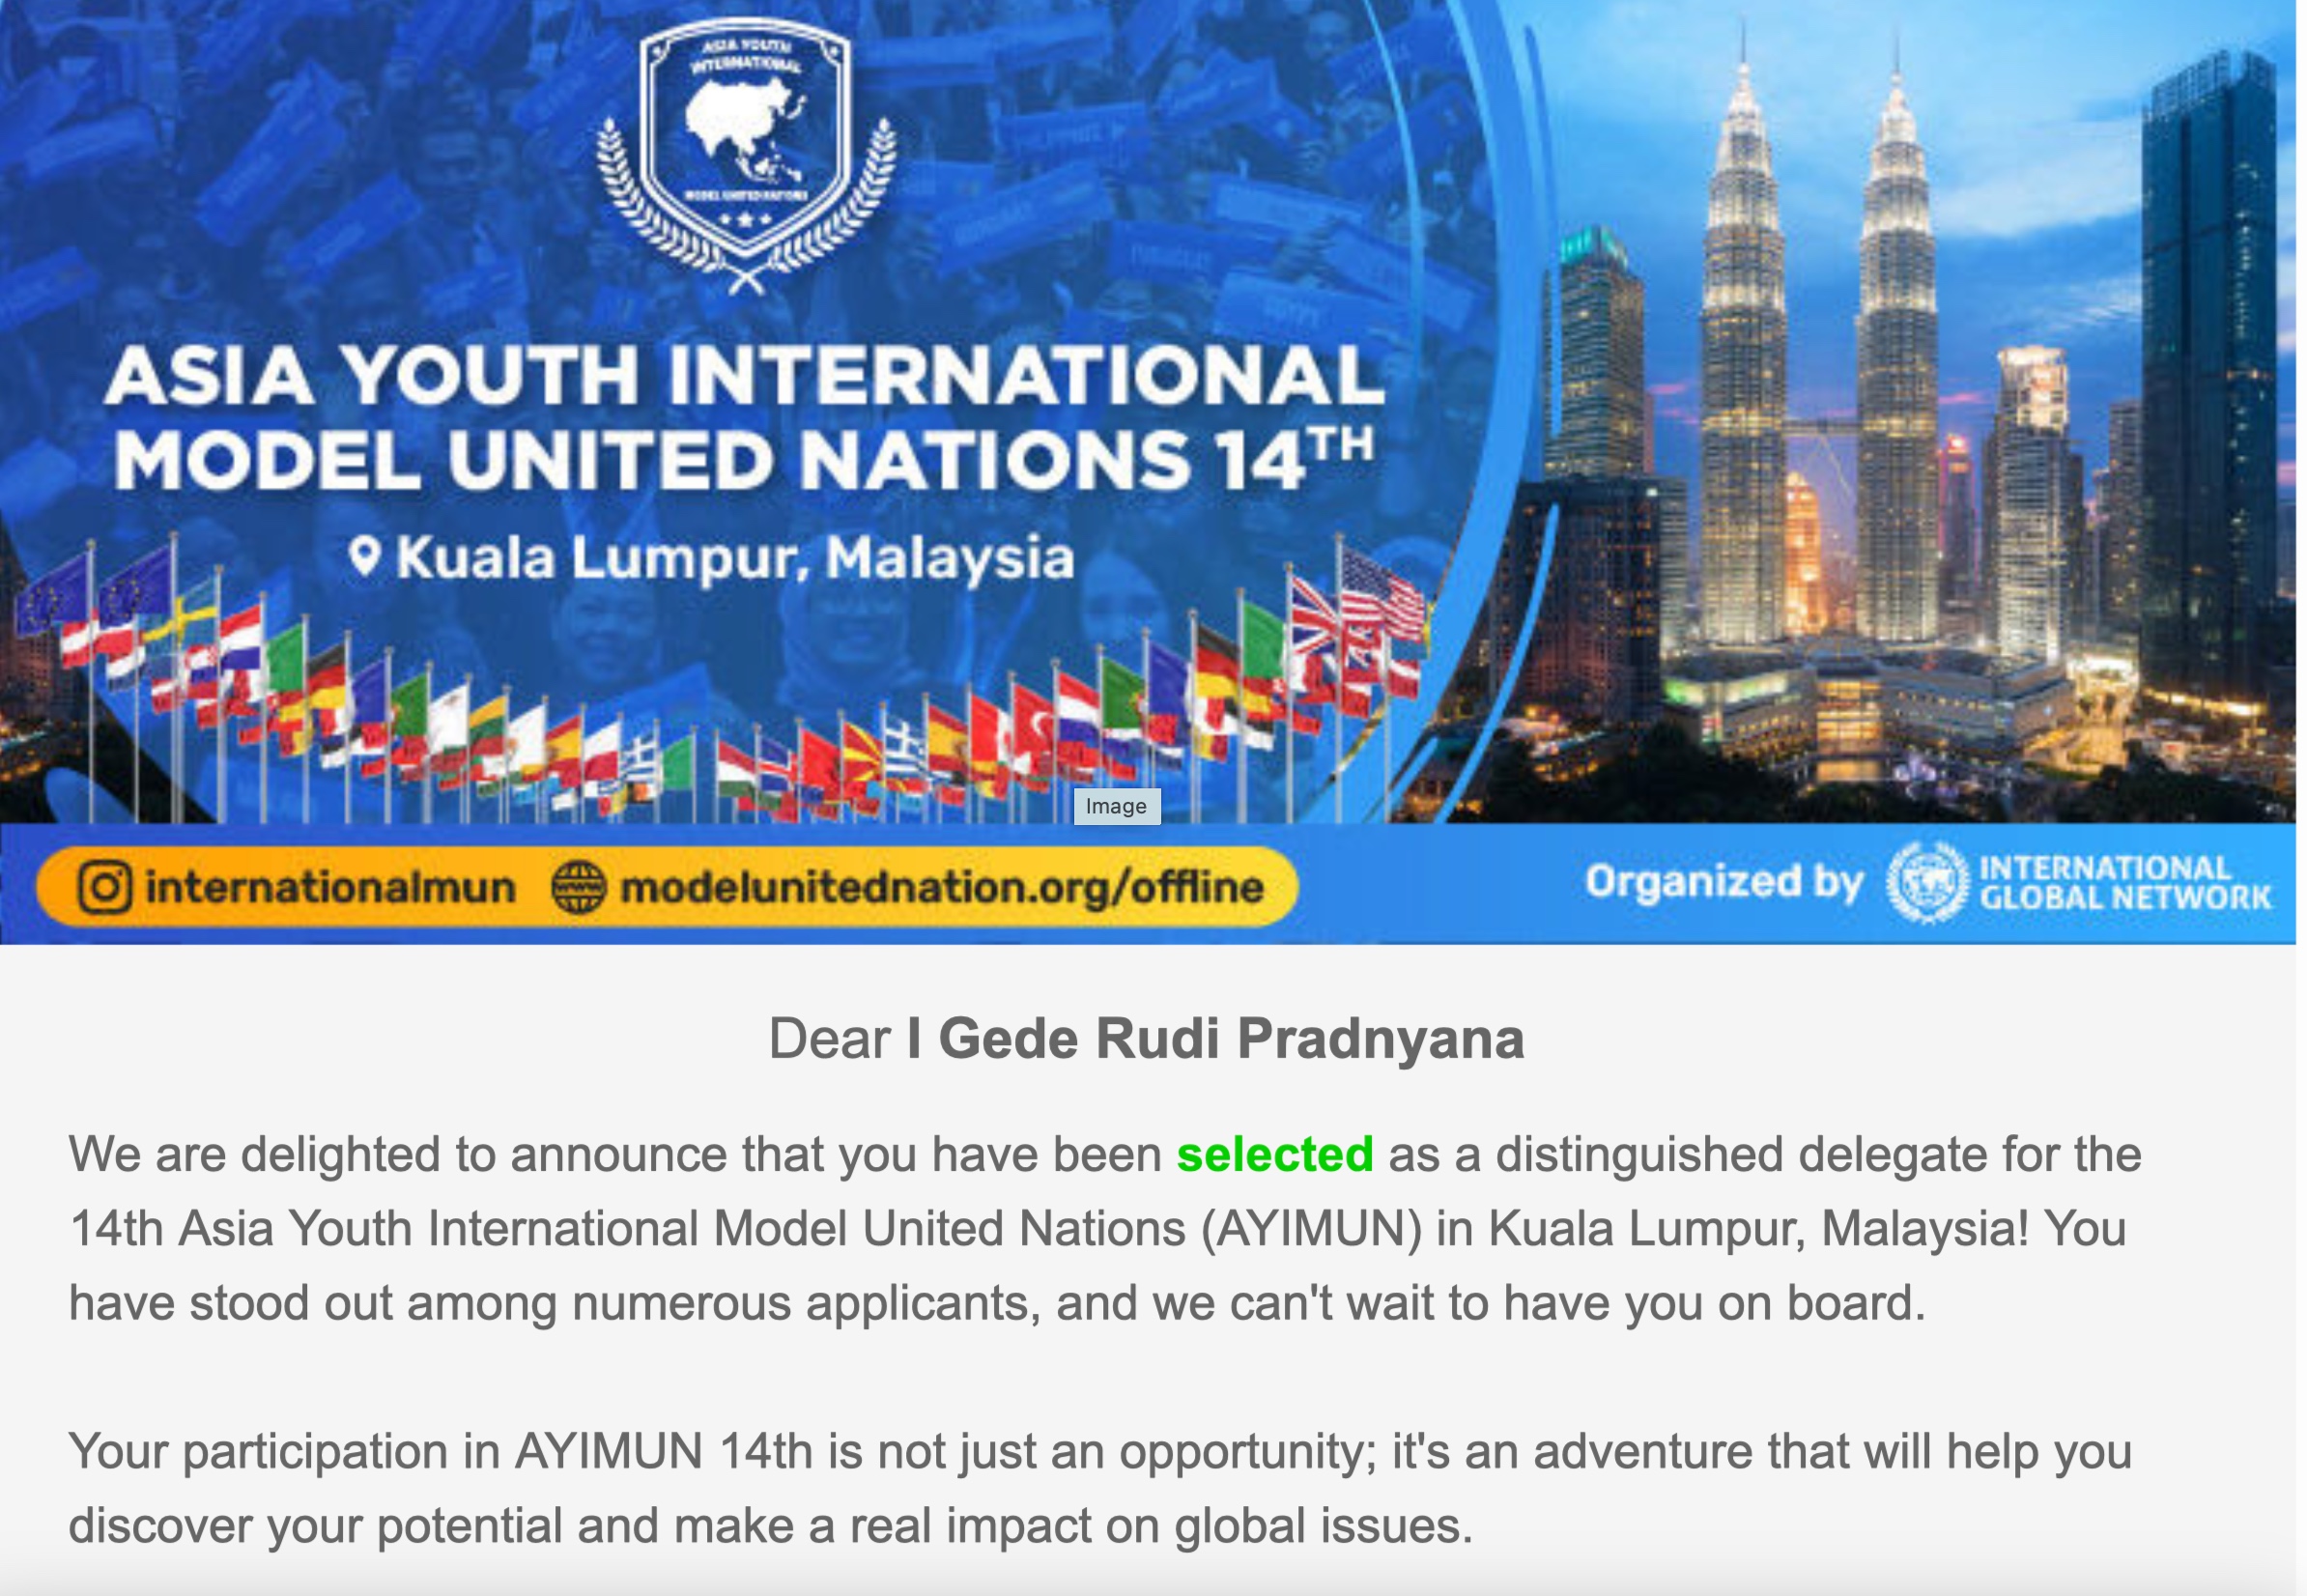 ASIA YOUTH
INTERNATIONAL
MODEL UNITED NATIONS
ASIA YOUTH INTERNATIONAL
MODEL UNITED NATIONS 14TH
Kuala Lumpur, Malaysia
Image
internationalmun www modelunitednation.org/offline
Organized by INTERNATIONAL
GLOBAL NETWORK
Dear I Gede Rudi Pradnyana
We are delighted to announce that you have been selected as a distinguished delegate for the
14th Asia Youth International Model United Nations (AYIMUN) in Kuala Lumpur, Malaysia! You
have stood out among numerous applicants, and we can't wait to have you on board.
Your participation in AYIMUN 14th is not just an opportunity; it's an adventure that will help you
discover your potential and make a real impact on global issues.